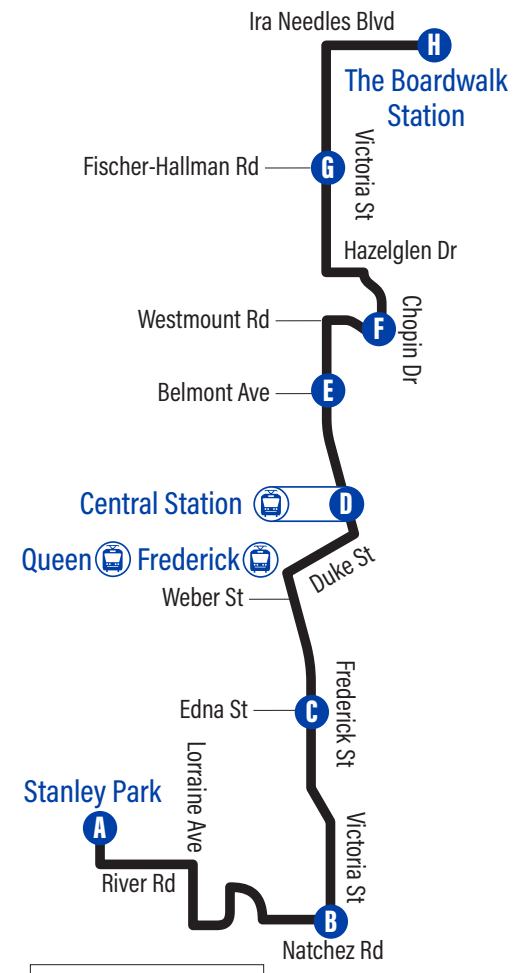 Ira Needles Blvd
H
The Boardwalk
Station
Victoria St
Fischer-Hallman Rd
G
Hazelglen Dr
Chopin Dr
Westmount Rd
F
Belmont Ave
E
Central Station
D
Queen
Frederick
Duke St
Weber St
Frederick St
Edna St
C
Lorraine Ave
Stanley Park
A
Victoria St
River Rd
B
Natchez Rd